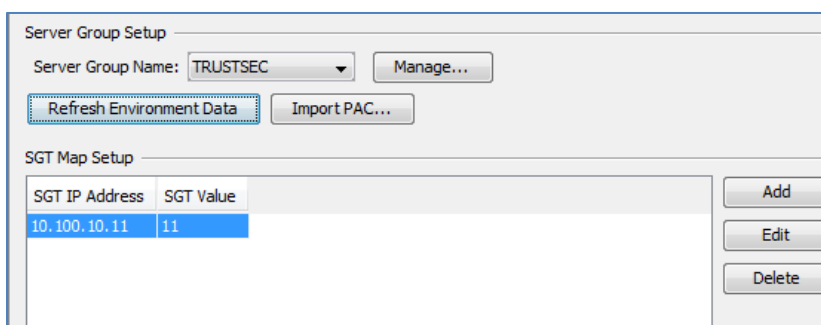 Server Group Setup
Server Group Name: TRUSTSEC Manage...
Refresh Environment Data Import PAC...
SGT Map Setup
SGT IP Address SGT Value Add
10.100.10.11 11
Edit
Delete